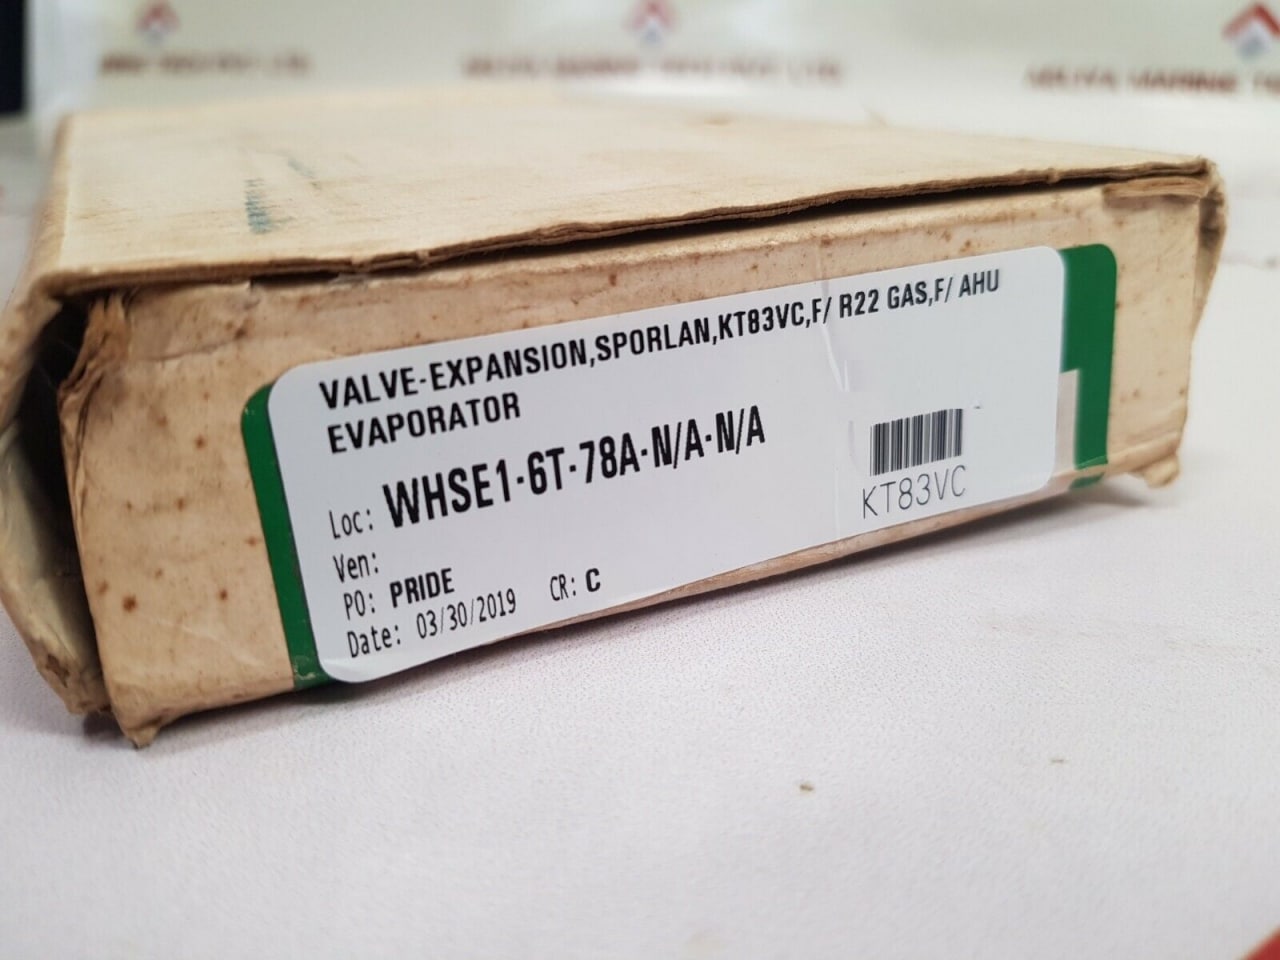 VALVE-EXPANSION,SPORLAN,KT83VC,F/ R22 GAS,F/ AHU
EVAPORATOR
Loc: WHSE1-6T-78A-N/A-N/A
Ven:
PO: PRIDE
Date: 03/30/2019 CR: C
KT83VC